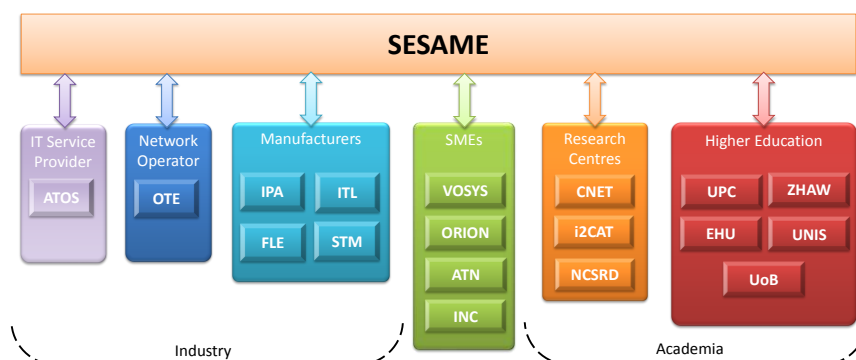 SESAME
IT Service
Provider
ATOS
Network
Operator
OTE
Manufacturers
IPA
ITL
FLE
STM
SMEs
VOSYS
ORION
ATN
INC
Research
Centres
CNET
i2CAT
NCSRD
Higher Education
UPC
ZHAW
EHU
UNIS
UoB
Industry
Academia